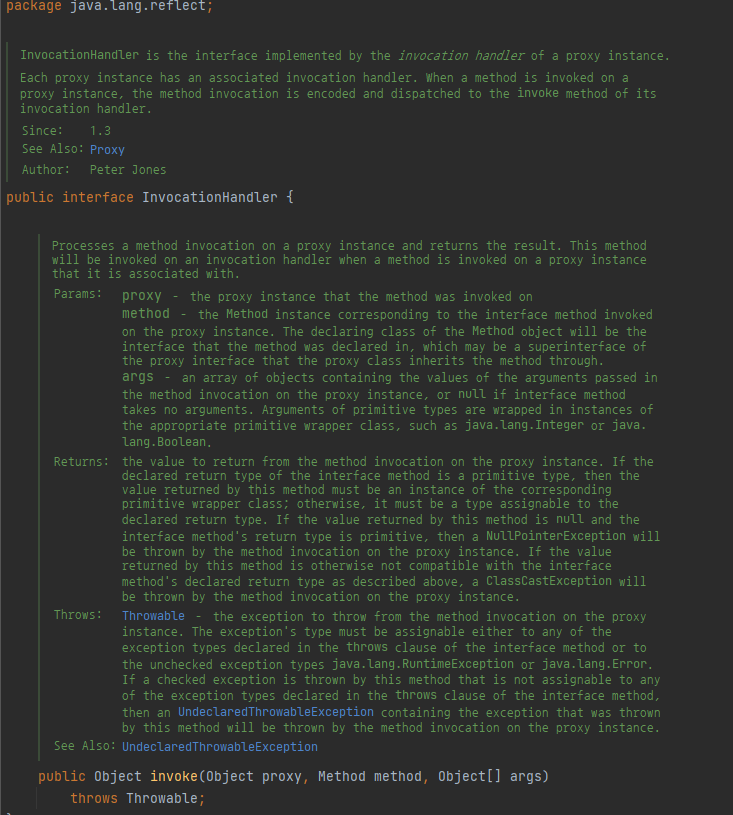 package java.lang.reflect;
InvocationHandler is the interface implemented by the invocation handler of a proxy instance.
Each proxy instance has an associated invocation handler. When a method is invoked on a
proxy instance, the method invocation is encoded and dispatched to the invoke method of its
invocation handler.
Since: 1.3
See Also: Proxy
Author: Peter Jones
public interface InvocationHandler {
Processes a method invocation on a proxy instance and returns the result. This method
will be invoked on an invocation handler when a method is invoked on a proxy instance
that it is associated with.
Params: proxy - the proxy instance that the method was invoked on
method - the Method instance corresponding to the interface method invoked
on the proxy instance. The declaring class of the Method object will be the
interface that the method was declared in, which may be a superinterface of
the proxy interface that the proxy class inherits the method through.
args - an array of objects containing the values of the arguments passed in
the method invocation on the proxy instance, or null if interface method
takes no arguments. Arguments of primitive types are wrapped in instances of
the appropriate primitive wrapper class, such as java.lang.Integer or java.
lang.Boolean.
Returns: the value to return from the method invocation on the proxy instance. If the
declared return type of the interface method is a primitive type, then the
value returned by this method must be an instance of the corresponding
primitive wrapper class; otherwise, it must be a type assignable to the
declared return type. If the value returned by this method is null and the
interface method's return type is primitive, then a NullPointerException will
be thrown by the method invocation on the proxy instance. If the value
returned by this method is otherwise not compatible with the interface
method's declared return type as described above, a ClassCastException will
be thrown by the method invocation on the proxy instance.
Throws: Throwable - the exception to throw from the method invocation on the proxy
instance. The exception's type must be assignable either to any of the
exception types declared in the throws clause of the interface method or to
the unchecked exception types java.lang.RuntimeException or java.lang.Error.
If a checked exception is thrown by this method that is not assignable to any
of the exception types declared in the throws clause of the interface method,
then an UndeclaredThrowableException containing the exception that was thrown
by this method will be thrown by the method invocation on the proxy instance.
See Also: UndeclaredThrowableException
public Object invoke(Object proxy, Method method, Object[] args)
throws Throwable;